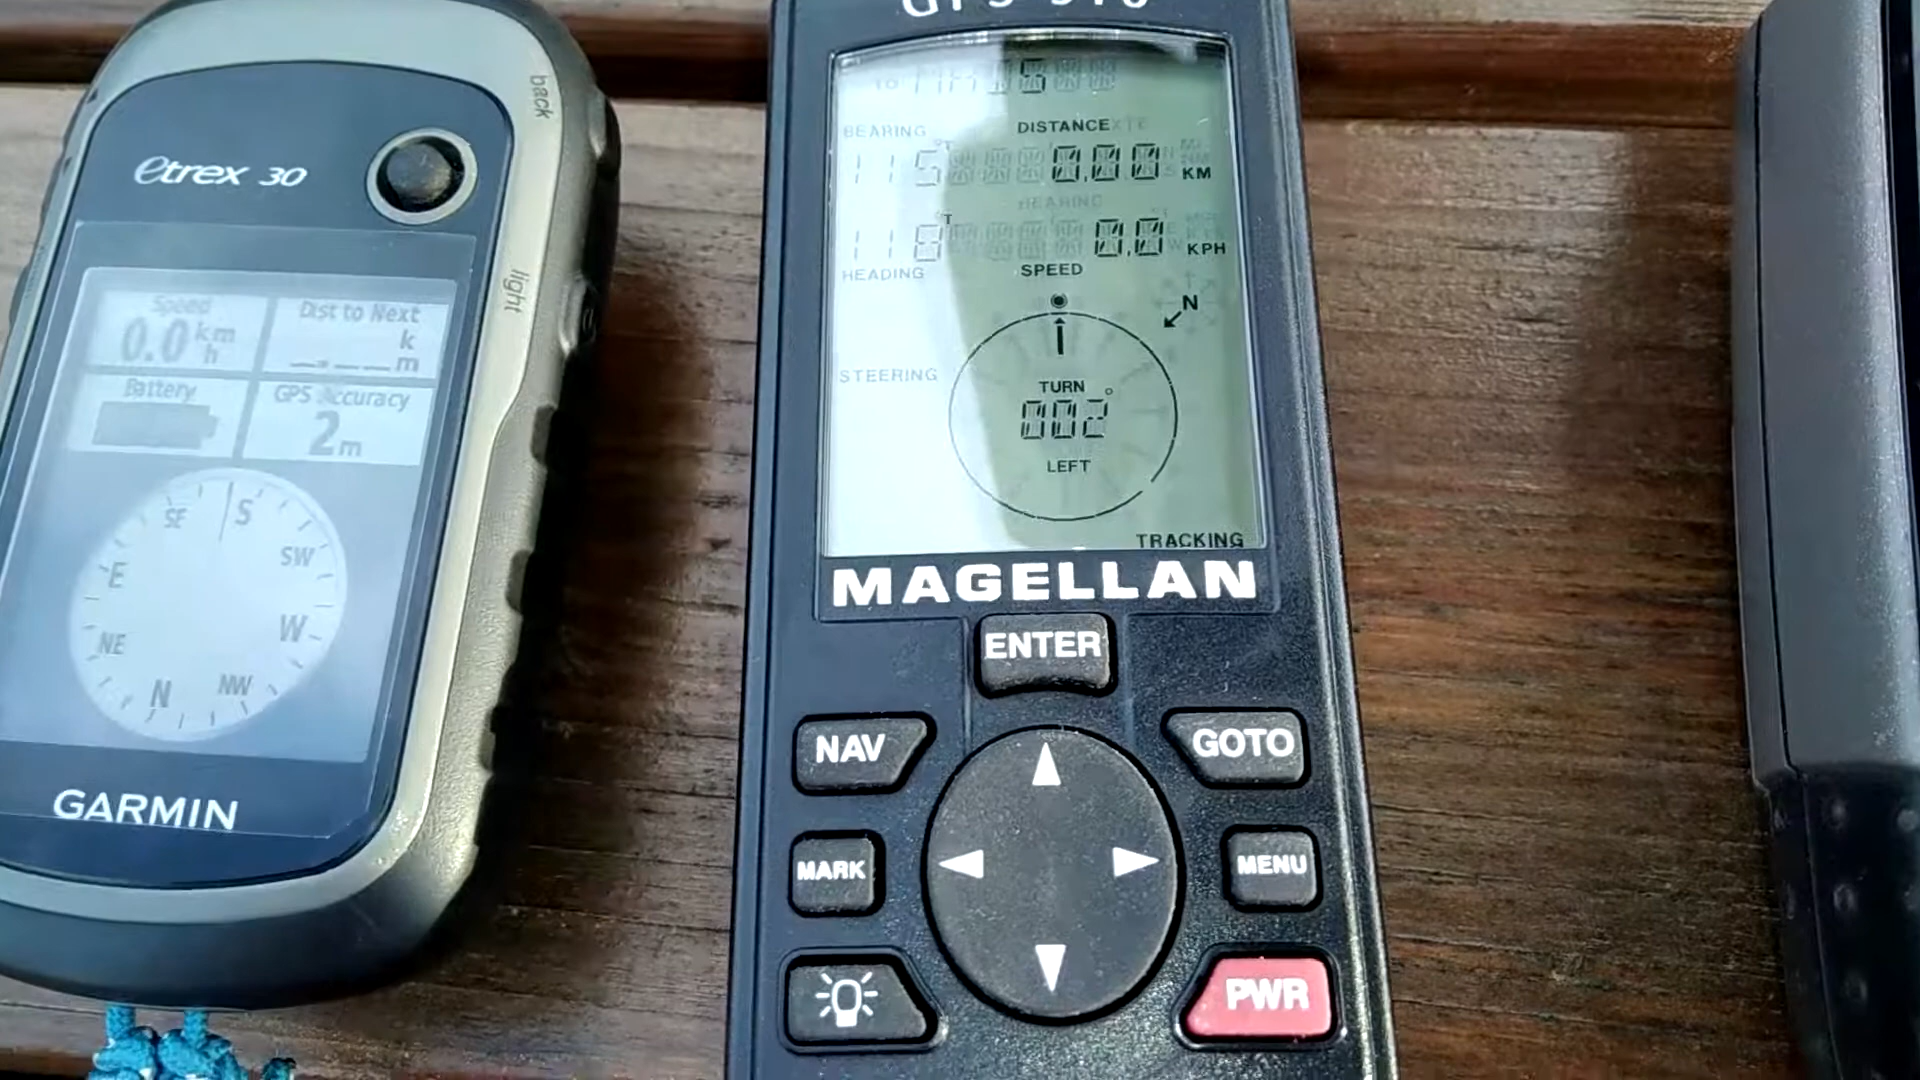 etrex 30
back
light
Speed
0.0 km h
Dist to Next
_.___ k m
Battery
GPS Accuracy
2 m
SE S SW
E W
NE N NW
GARMIN
BEARING DISTANCE
115°T 0.00 KM
118°T 0.0 KPH
HEADING SPEED
N
STEERING
TURN
002°
LEFT
TRACKING
MAGELLAN
ENTER
NAV
GOTO
MARK
MENU
PWR